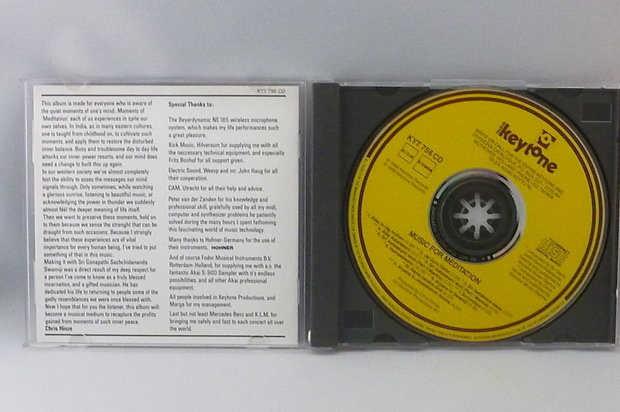 KYT 758 CD
This album is made for everyone who is aware of
the quiet moments of one's mind. Moments of
'Meditation' each of us experiences in spite our
own selves. In India, as in many eastern cultures,
one is taught from childhood on, to cultivate such
moments, and apply them to restore the disturbed
inner balance. Busy and troublesome day to day life
attacks our inner power resorts, and our mind does
need a change to built this up again.
In our western society we've almost completely
lost the ability to assess the messages our mind
signals through. Only sometimes, while watching
a glorious sunrise, listening to beautiful music, or
acknowledging the power in thunder we suddenly
almost feel the deeper meaning of life itself.
Then we want to preserve these moments, hold on
to them because we sense the strenght that can be
draught from such occasions. Because I strongly
believe that these experiences are of vital
importance for every human being, I've tried to put
something of that in this music.
Making it with Sri Ganapathi Sachchidananda
Swamiji was a direct result of my deep respect for
a person I've come to know as a truly blessed
incarnation, and a gifted musician. He has
dedicated his life to returning to people some of the
godly resemblances we were once blessed with.
Now I hope that for you the listener, this album will
become a musical medium to recapture the profits
gained from moments of such inner peace.
Chris Hinze
Special Thanks to:
The Beyerdynamic NE 185 wireless microphone
system, which makes my life performances such
a great pleasure.
Kick Music, Hilversum for supplying me with all
the neccessary technical equipment, and especially
Frits Bonhof for all support given.
Electric Sound, Weesp and mr. John Haug for all
their cooperation.
CAM, Utrecht for all their help and advice.
Peter van der Zanden for his knowledge and
professional skill, gratefully used by all my midi,
computer and synthesizer problems he patiently
solved during the many hours I spent fathoming
this fascinating world of music technology.
Many thanks to Hohner-Germany for the use of
their instruments. HOHNER
And of course Fodor Musical Instruments B.V.
Rotterdam-Holland, for supplying me with a.s. the
fantastic Akai S-900 Sampler with it's endless
possibilities, and all other Akai professional
equipment.
All people involved in Keytone Productions, and
Marga for my management.
Last but not least Mercedes Benz and K.L.M. for
bringing me safely and fast to each concert all over
the world.
keytone
KYT 758 CD
MUSIC FOR MEDITATION